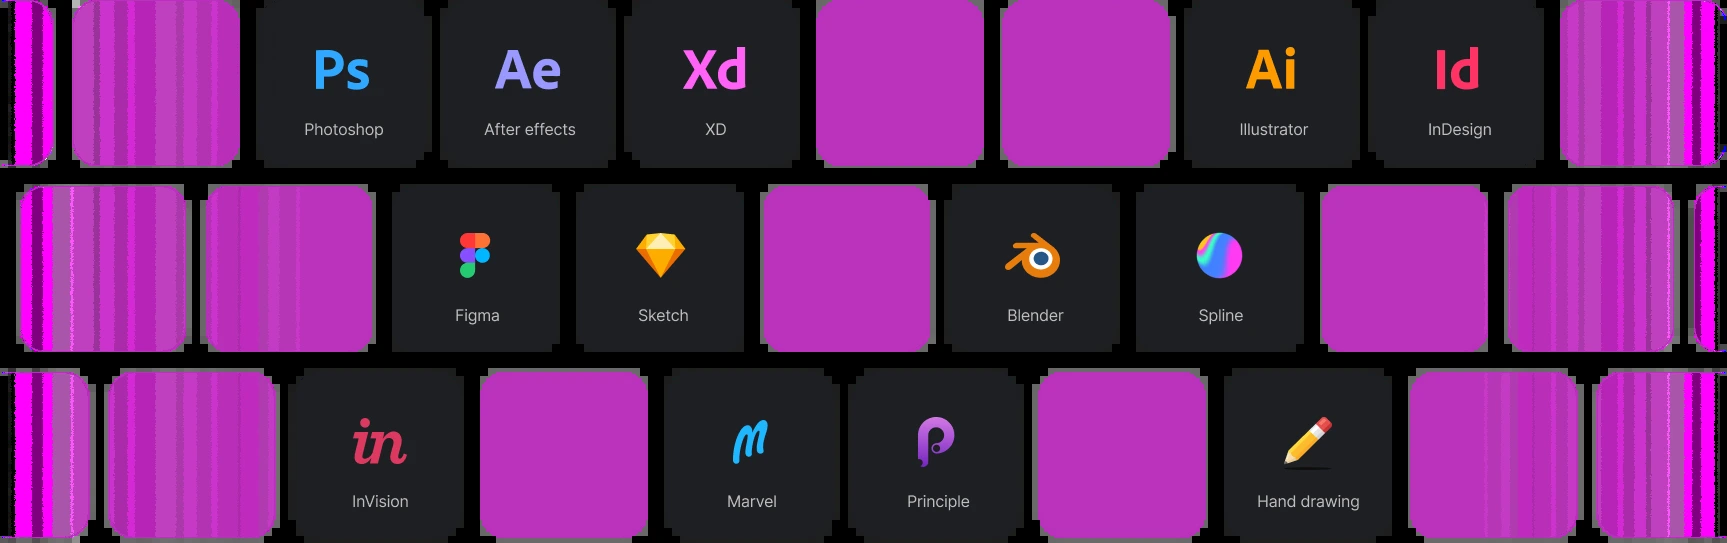 Ps Ae Xd Ai Id
Photoshop After effects XD Illustrator InDesign
Figma Sketch Blender Spline
in
InVision Marvel Principle Hand drawing